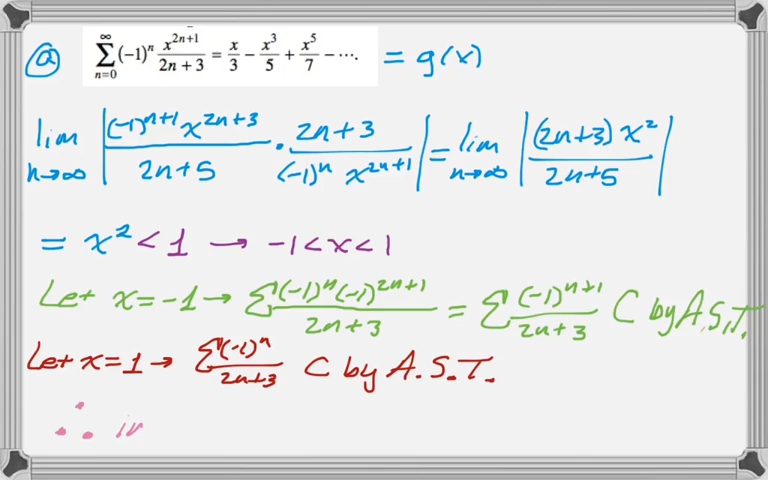 ⓐ ∑_{n=0}^{∞} (-1)^n x^{2n+1}/(2n+3) = x/3 - x^3/5 + x^5/7 - ···. = g(x)
lim_{n→∞} |(-1)^{n+1} x^{2n+3}/(2n+5) · (2n+3)/((-1)^n x^{2n+1})| = lim_{n→∞} |(2n+3)x^2/(2n+5)|
= x^2 < 1 → -1 < x < 1
Let x = -1 → ∑ (-1)^n (-1)^{2n+1}/(2n+3) = ∑ (-1)^{n+1}/(2n+3) C by A.S.T.
Let x = 1 → ∑ (-1)^n/(2n+3) C by A.S.T.
∴ in